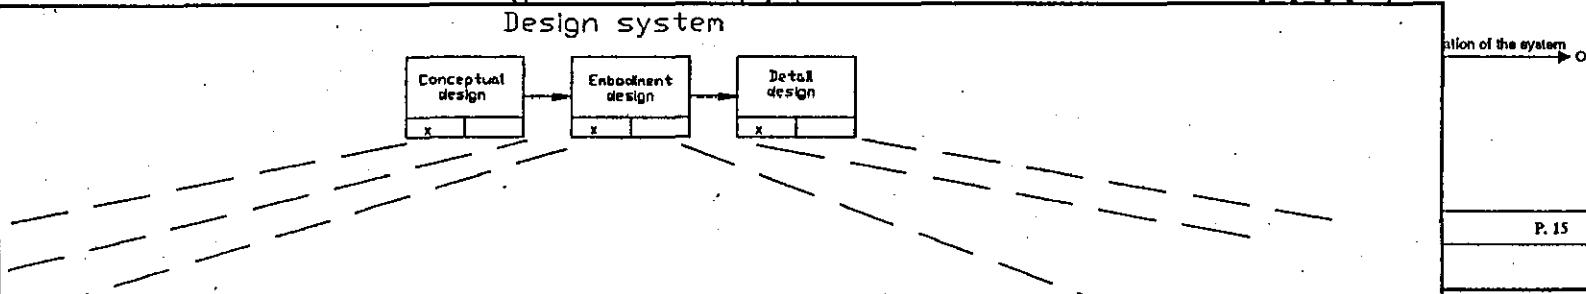 Design system
ation of the system
Conceptual
design
Embodiment
design
Detail
design
x
x
x
P. 15